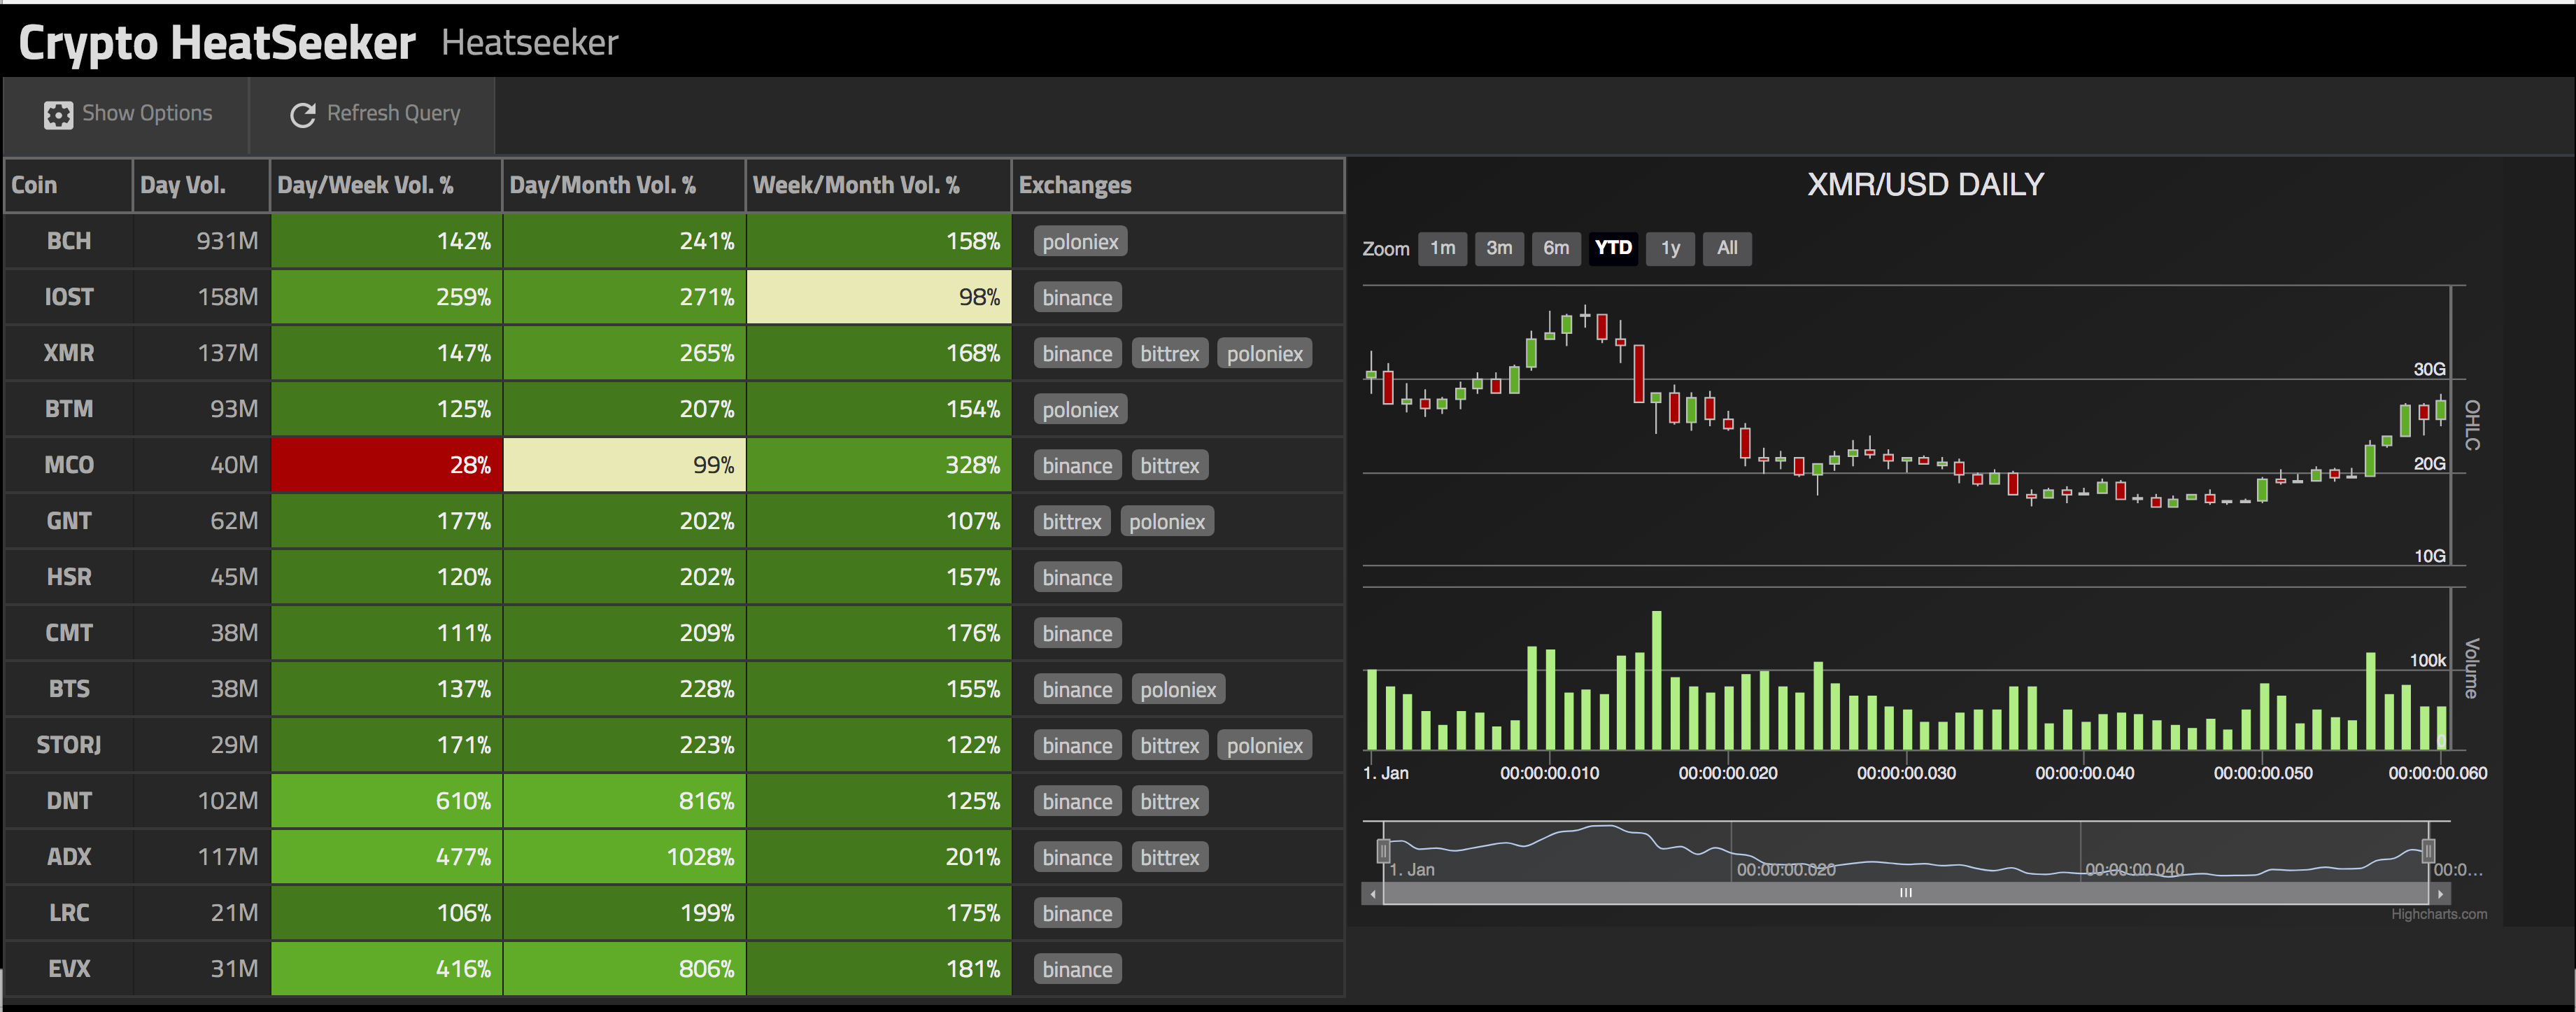 Crypto HeatSeeker Heatseeker
Show Options Refresh Query
Coin Day Vol. Day/Week Vol. % Day/Month Vol. % Week/Month Vol. % Exchanges
BCH 931M 142% 241% 158% poloniex
IOST 158M 259% 271% 98% binance
XMR 137M 147% 265% 168% binance bittrex poloniex
BTM 93M 125% 207% 154% poloniex
MCO 40M 28% 99% 328% binance bittrex
GNT 62M 177% 202% 107% bittrex poloniex
HSR 45M 120% 202% 157% binance
CMT 38M 111% 209% 176% binance
BTS 38M 137% 228% 155% binance poloniex
STORJ 29M 171% 223% 122% binance bittrex poloniex
DNT 102M 610% 816% 125% binance bittrex
ADX 117M 477% 1028% 201% binance bittrex
LRC 21M 106% 199% 175% binance
EVX 31M 416% 806% 181% binance
XMR/USD DAILY
Zoom 1m 3m 6m YTD 1y All
30G
20G
10G
OHLC
100k
0
Volume
1. Jan 00:00:00.010 00:00:00.020 00:00:00.030 00:00:00.040 00:00:00.050 00:00:00.060
1. Jan 00:00:00.020 00:00:00.040 00:0...
Highcharts.com